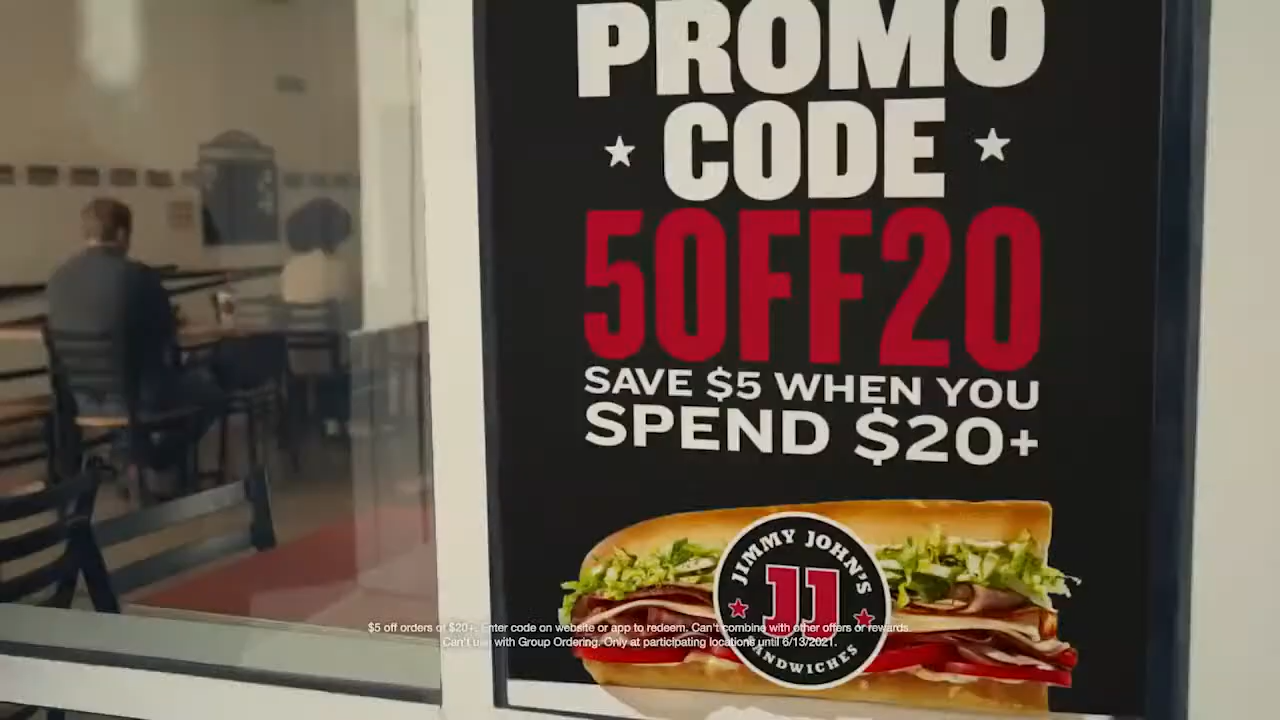 PROMO
CODE
5OFF20
SAVE $5 WHEN YOU
SPEND $20+
JIMMY JOHN'S
JJ
SANDWICHES
$5 off orders of $20+. Enter code on website or app to redeem. Can't combine with other offers or rewards.
Can't use with Group Ordering. Only at participating locations until 6/13/2021.